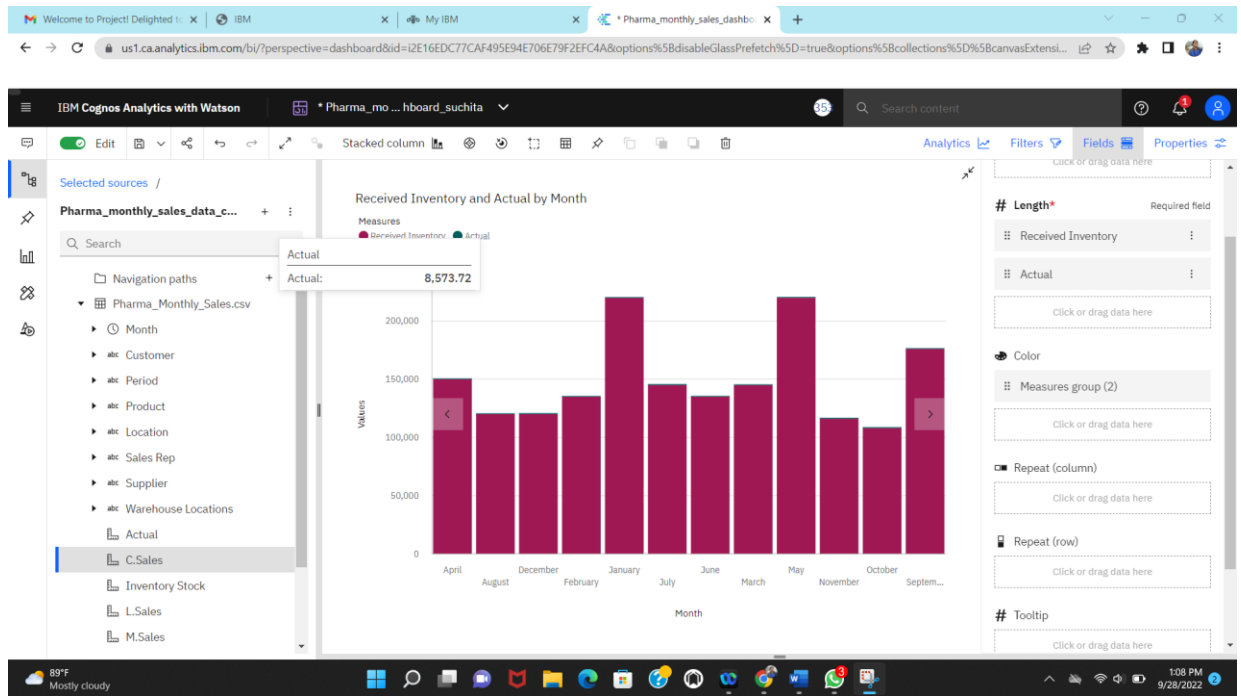 Welcome to Project! Delighted t
IBM
My IBM
* Pharma_monthly_sales_dashbo
us1.ca.analytics.ibm.com/bi/?perspective=dashboard&id=i2E16EDC77CAF495E94E706E79F2EFC4A&options%5BdisableGlassPrefetch%5D=true&options%5Bcollections%5D%5BcanvasExtensi...
IBM Cognos Analytics with Watson
* Pharma_mo ... hboard_suchita
35
Search content
1
Edit
Stacked column
Analytics
Filters
Fields
Properties
Selected sources /
Pharma_monthly_sales_data_c...
Search
Navigation paths
Pharma_Monthly_Sales.csv
Month
abc Customer
abc Period
abc Product
abc Location
abc Sales Rep
abc Supplier
abc Warehouse Locations
Actual
C.Sales
Inventory Stock
L.Sales
M.Sales
Received Inventory and Actual by Month
Measures
Received Inventory Actual
Actual
Actual: 8,573.72
200,000
150,000
100,000
50,000
0
Values
April
August
December
February
January
July
June
March
May
November
October
Septem...
Month
Click or drag data here
# Length* Required field
Received Inventory
Actual
Click or drag data here
Color
Measures group (2)
Click or drag data here
Repeat (column)
Click or drag data here
Repeat (row)
Click or drag data here
# Tooltip
Click or drag data here
89°F
Mostly cloudy
3
1:08 PM
9/28/2022
2